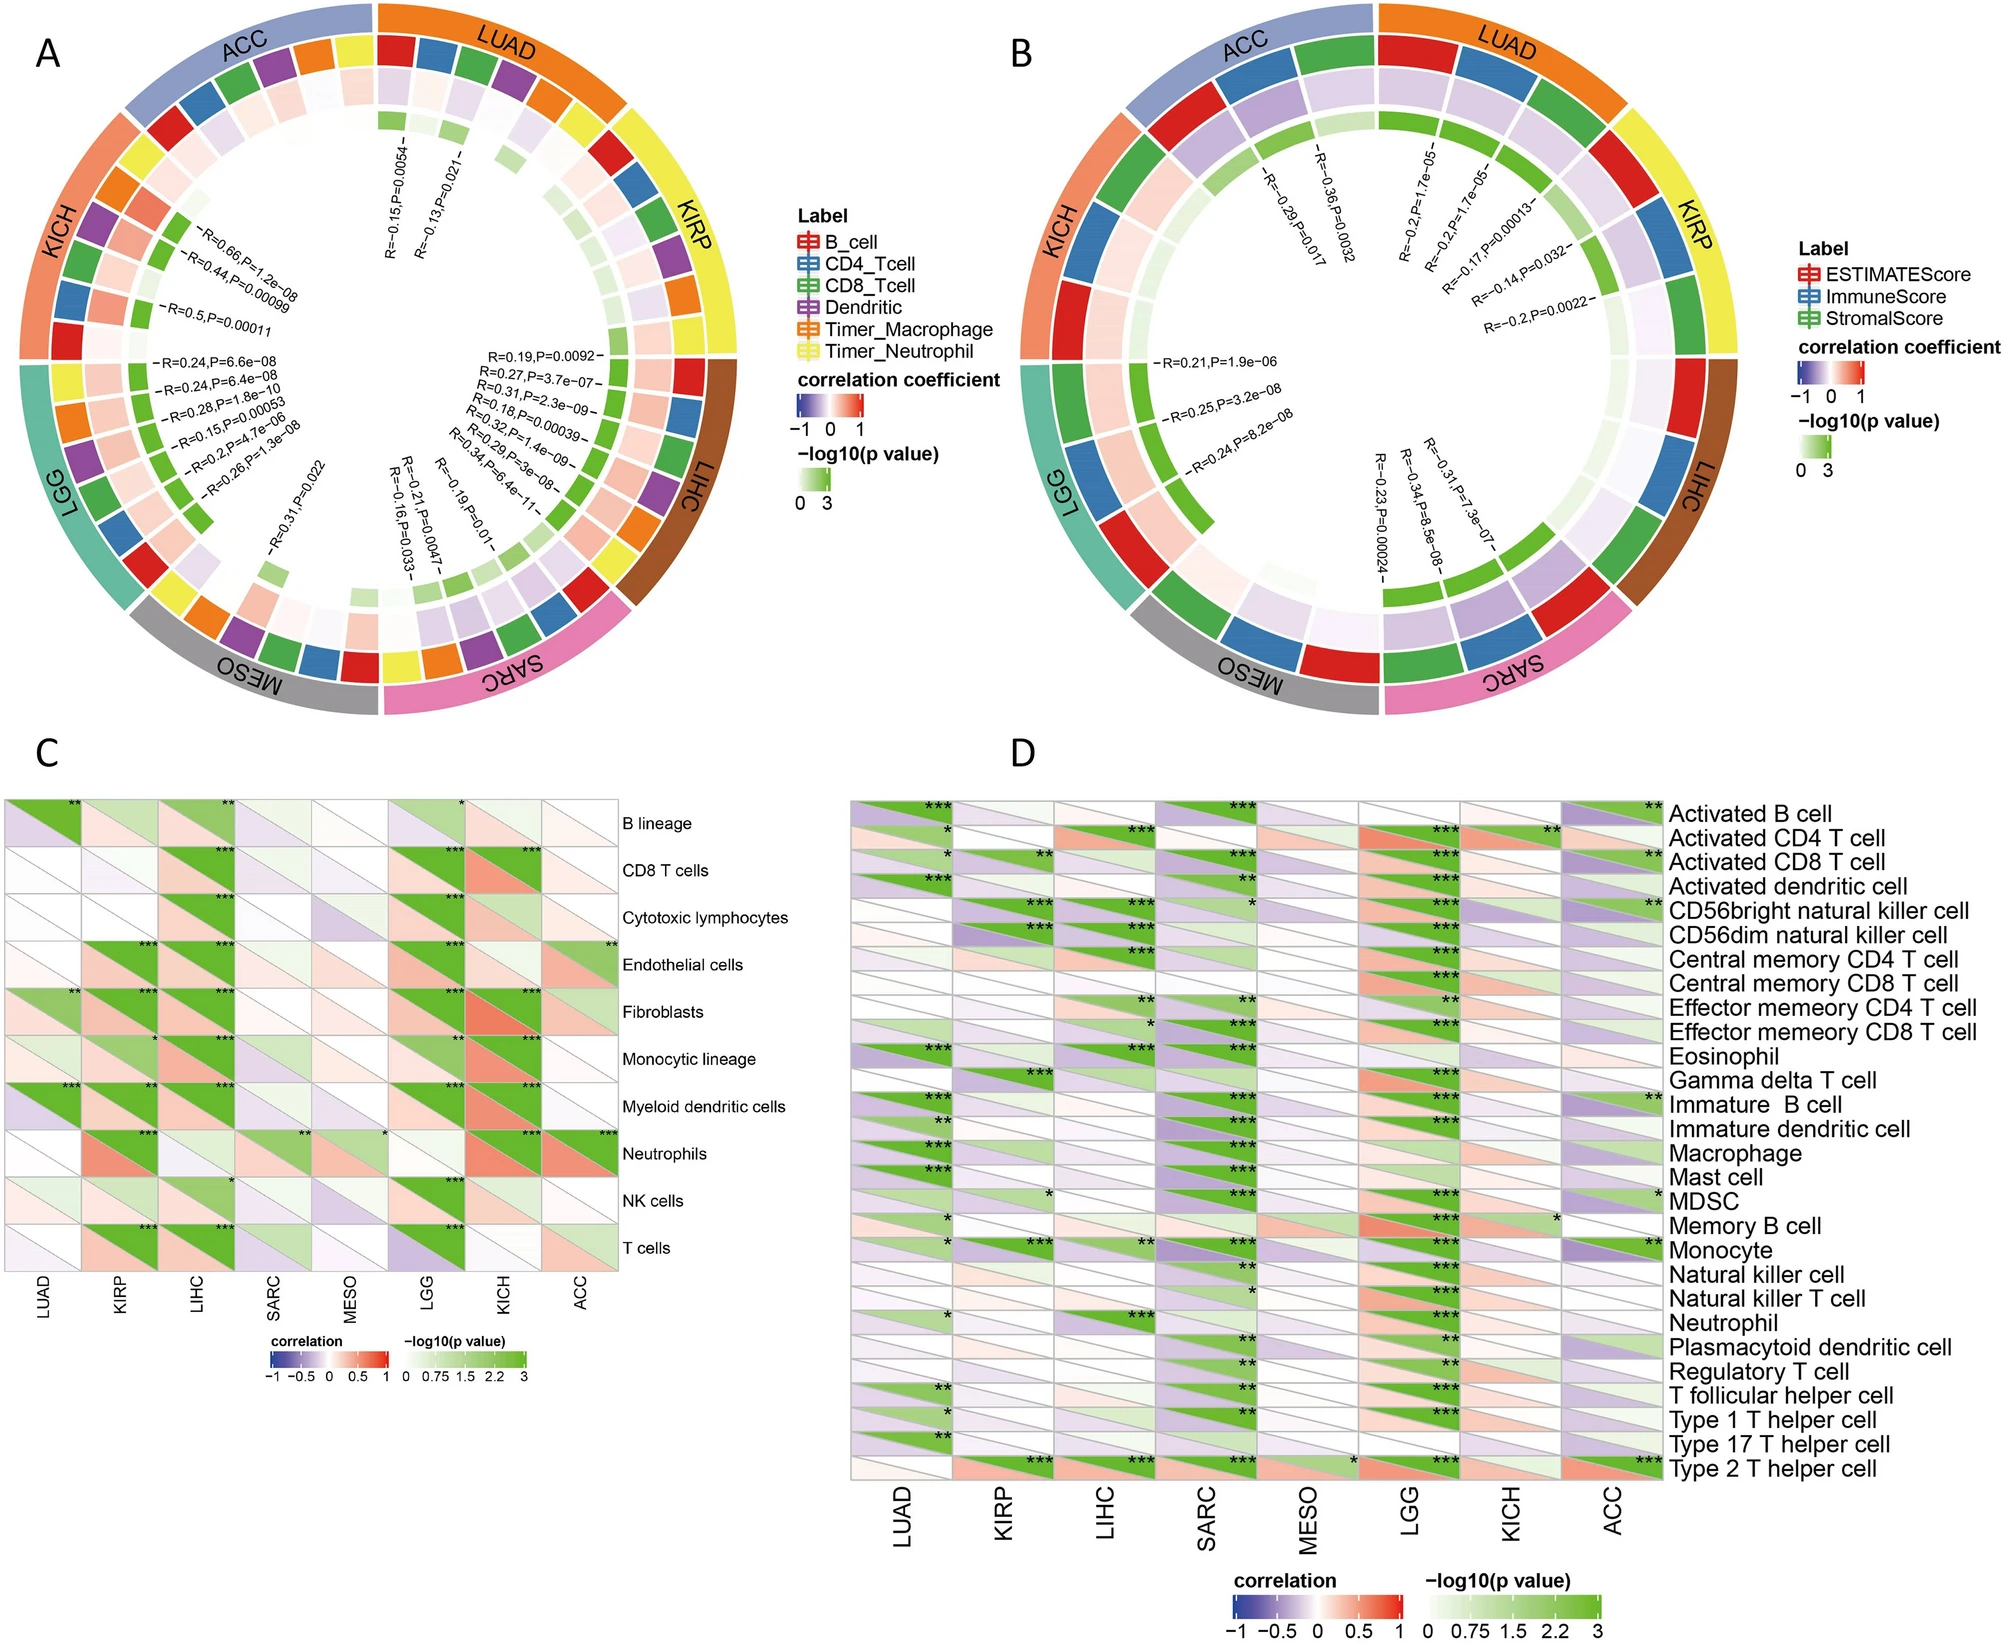 A
ACC
LUAD
KIRP
LIHC
SARC
MESO
LGG
KICH
R=−0.15,P=0.0054
R=−0.13,P=0.021
R=0.66,P=1.2e−08
R=0.44,P=0.00099
R=0.5,P=0.00011
R=0.24,P=6.6e−08
R=0.24,P=6.4e−08
R=0.28,P=1.8e−10
R=0.15,P=0.00053
R=0.2,P=4.7e−06
R=0.26,P=1.3e−08
R=0.31,P=0.022
R=−0.16,P=0.033
R=−0.21,P=0.0047
R=−0.19,P=0.01
R=0.19,P=0.0092
R=0.27,P=3.7e−07
R=0.31,P=2.3e−09
R=0.18,P=0.00039
R=0.32,P=1.4e−09
R=0.29,P=3e−08
R=0.34,P=6.4e−11
Label
B_cell
CD4_Tcell
CD8_Tcell
Dendritic
Timer_Macrophage
Timer_Neutrophil
correlation coefficient
−1 0 1
−log10(p value)
0 3
B
ACC
LUAD
KIRP
LIHC
SARC
MESO
LGG
KICH
R=−0.29,P=0.017
R=−0.36,P=0.0032
R=−0.2,P=1.7e−05
R=−0.2,P=1.7e−05
R=−0.17,P=0.00013
R=−0.14,P=0.032
R=−0.2,P=0.0022
R=0.21,P=1.9e−06
R=0.25,P=3.2e−08
R=0.24,P=8.2e−08
R=−0.23,P=0.00024
R=−0.34,P=8.5e−08
R=−0.31,P=7.3e−07
Label
ESTIMATEScore
ImmuneScore
StromalScore
correlation coefficient
−1 0 1
−log10(p value)
0 3
C
** ** * B lineage
*** *** *** CD8 T cells
*** *** Cytotoxic lymphocytes
*** *** *** ** Endothelial cells
** *** *** *** *** Fibroblasts
* *** ** *** Monocytic lineage
*** ** *** *** *** Myeloid dendritic cells
*** ** * *** *** Neutrophils
* *** NK cells
*** *** *** T cells
LUAD KIRP LIHC SARC MESO LGG KICH ACC
correlation −log10(p value)
−1 −0.5 0 0.5 1 0 0.75 1.5 2.2 3
D
*** *** ** Activated B cell
* *** *** ** Activated CD4 T cell
* ** *** *** ** Activated CD8 T cell
*** ** *** Activated dendritic cell
*** *** * *** ** CD56bright natural killer cell
*** *** *** CD56dim natural killer cell
*** *** Central memory CD4 T cell
*** Central memory CD8 T cell
** ** ** Effector memeory CD4 T cell
* *** *** Effector memeory CD8 T cell
*** *** *** Eosinophil
*** *** Gamma delta T cell
*** *** *** ** Immature B cell
** *** *** Immature dendritic cell
*** *** Macrophage
*** *** Mast cell
* *** *** * MDSC
* *** * Memory B cell
* *** ** *** *** ** Monocyte
** *** Natural killer cell
* *** Natural killer T cell
* *** *** Neutrophil
** ** Plasmacytoid dendritic cell
** ** Regulatory T cell
** ** *** T follicular helper cell
* ** *** Type 1 T helper cell
** Type 17 T helper cell
*** *** *** * *** *** Type 2 T helper cell
LUAD KIRP LIHC SARC MESO LGG KICH ACC
correlation −log10(p value)
−1 −0.5 0 0.5 1 0 0.75 1.5 2.2 3